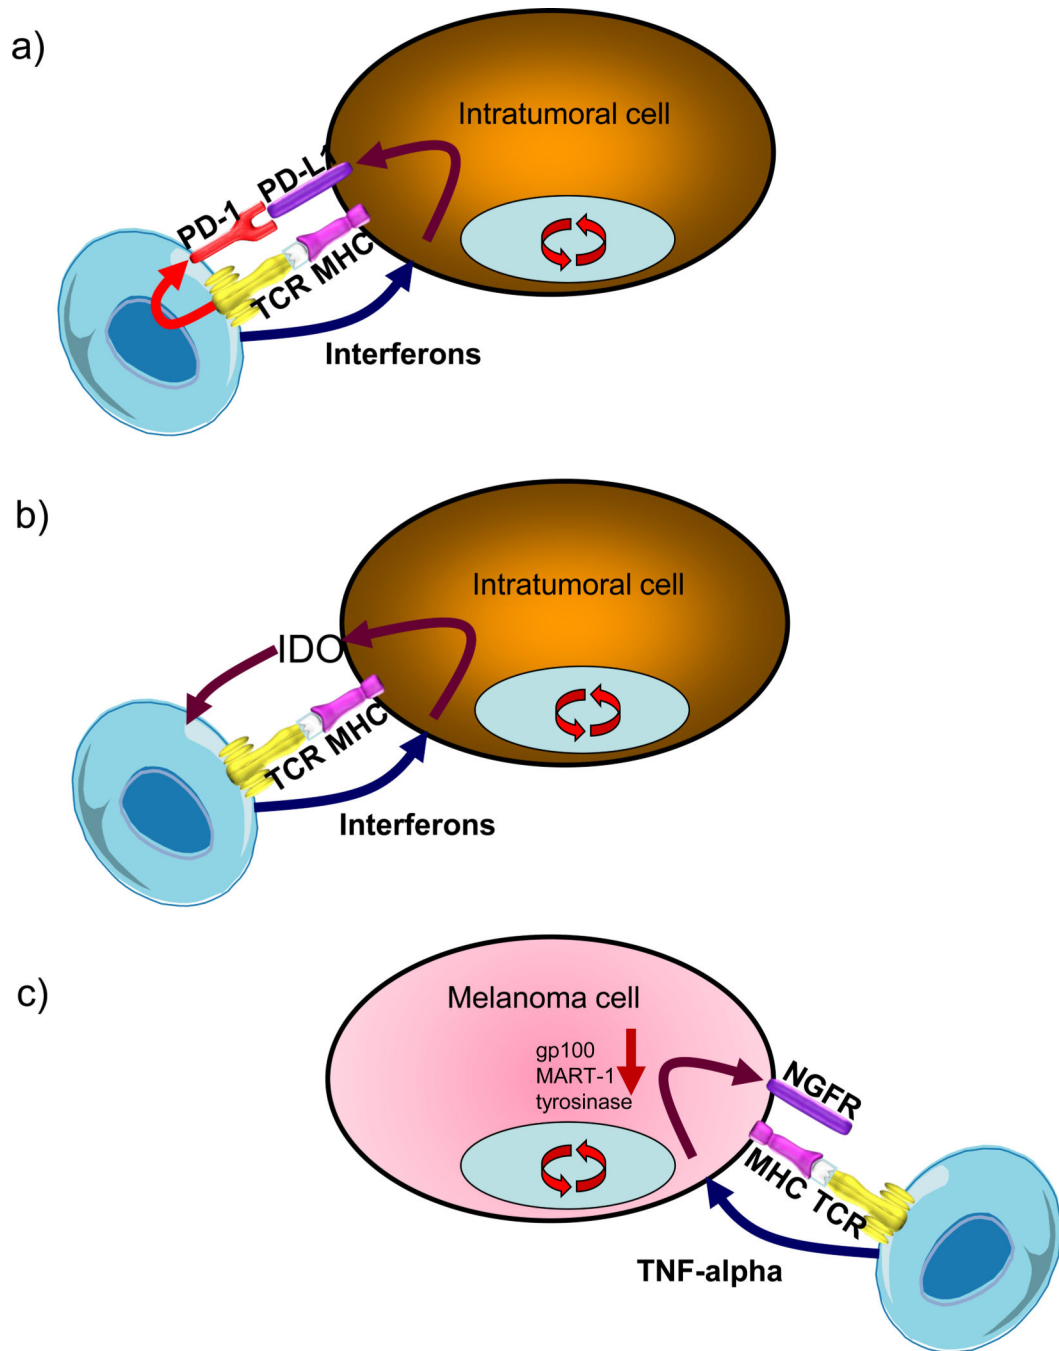 a)
Intratumoral cell
PD-1
PD-L1
TCR MHC
Interferons
b)
Intratumoral cell
IDO
TCR MHC
Interferons
c)
Melanoma cell
gp100
MART-1
tyrosinase
NGFR
MHC TCR
TNF-alpha